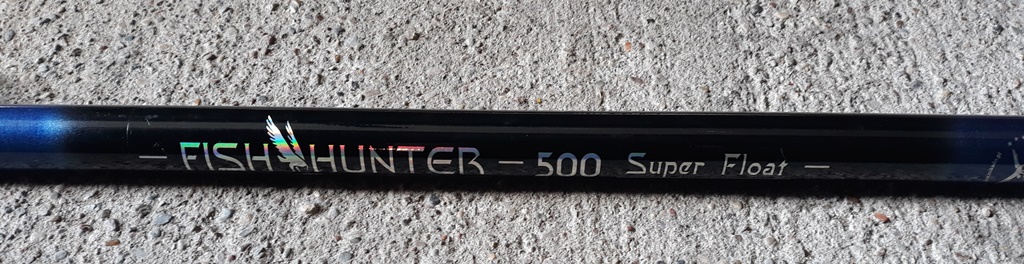 — FISH HUNTER — 500 Super Float —